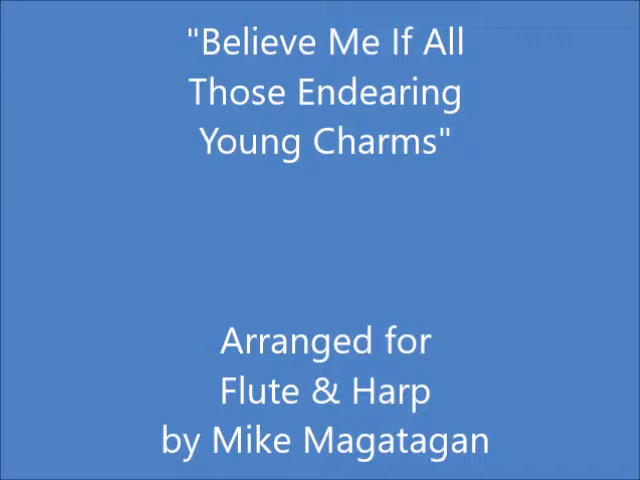 "Believe Me If All
Those Endearing
Young Charms"
Arranged for
Flute & Harp
by Mike Magatagan